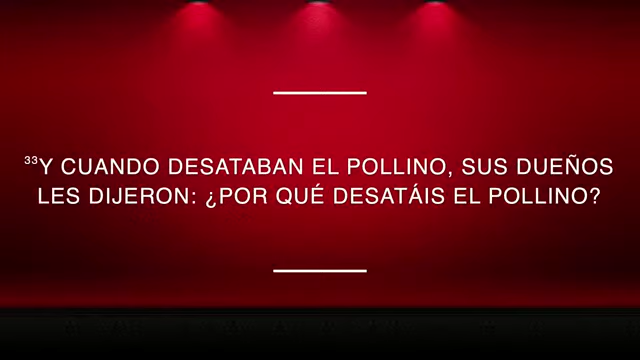 ³³Y CUANDO DESATABAN EL POLLINO, SUS DUEÑOS
LES DIJERON: ¿POR QUÉ DESATÁIS EL POLLINO?